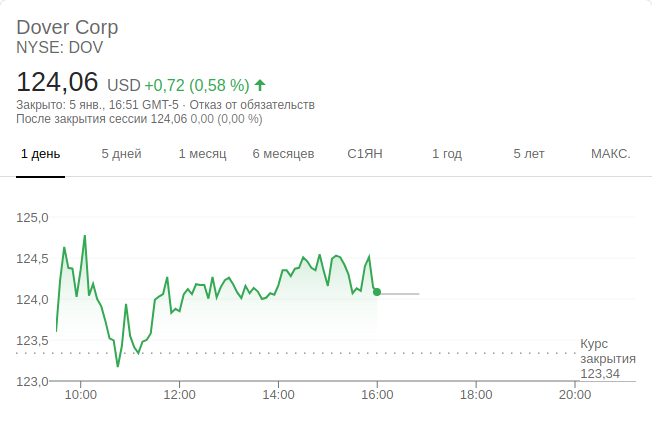 Dover Corp
NYSE: DOV
124,06 USD +0,72 (0,58 %)
Закрыто: 5 янв., 16:51 GMT-5 · Отказ от обязательств
После закрытия сессии 124,06 0,00 (0,00 %)
1 день 5 дней 1 месяц 6 месяцев С1ЯН 1 год 5 лет МАКС.
125,0
124,5
124,0
123,5
Курс
закрытия
123,34
123,0
10:00 12:00 14:00 16:00 18:00 20:00